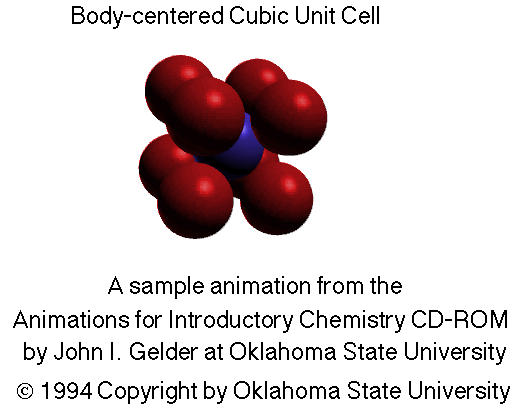 Body-centered Cubic Unit Cell
A sample animation from the
Animations for Introductory Chemistry CD-ROM
by John I. Gelder at Oklahoma State University
© 1994 Copyright by Oklahoma State University